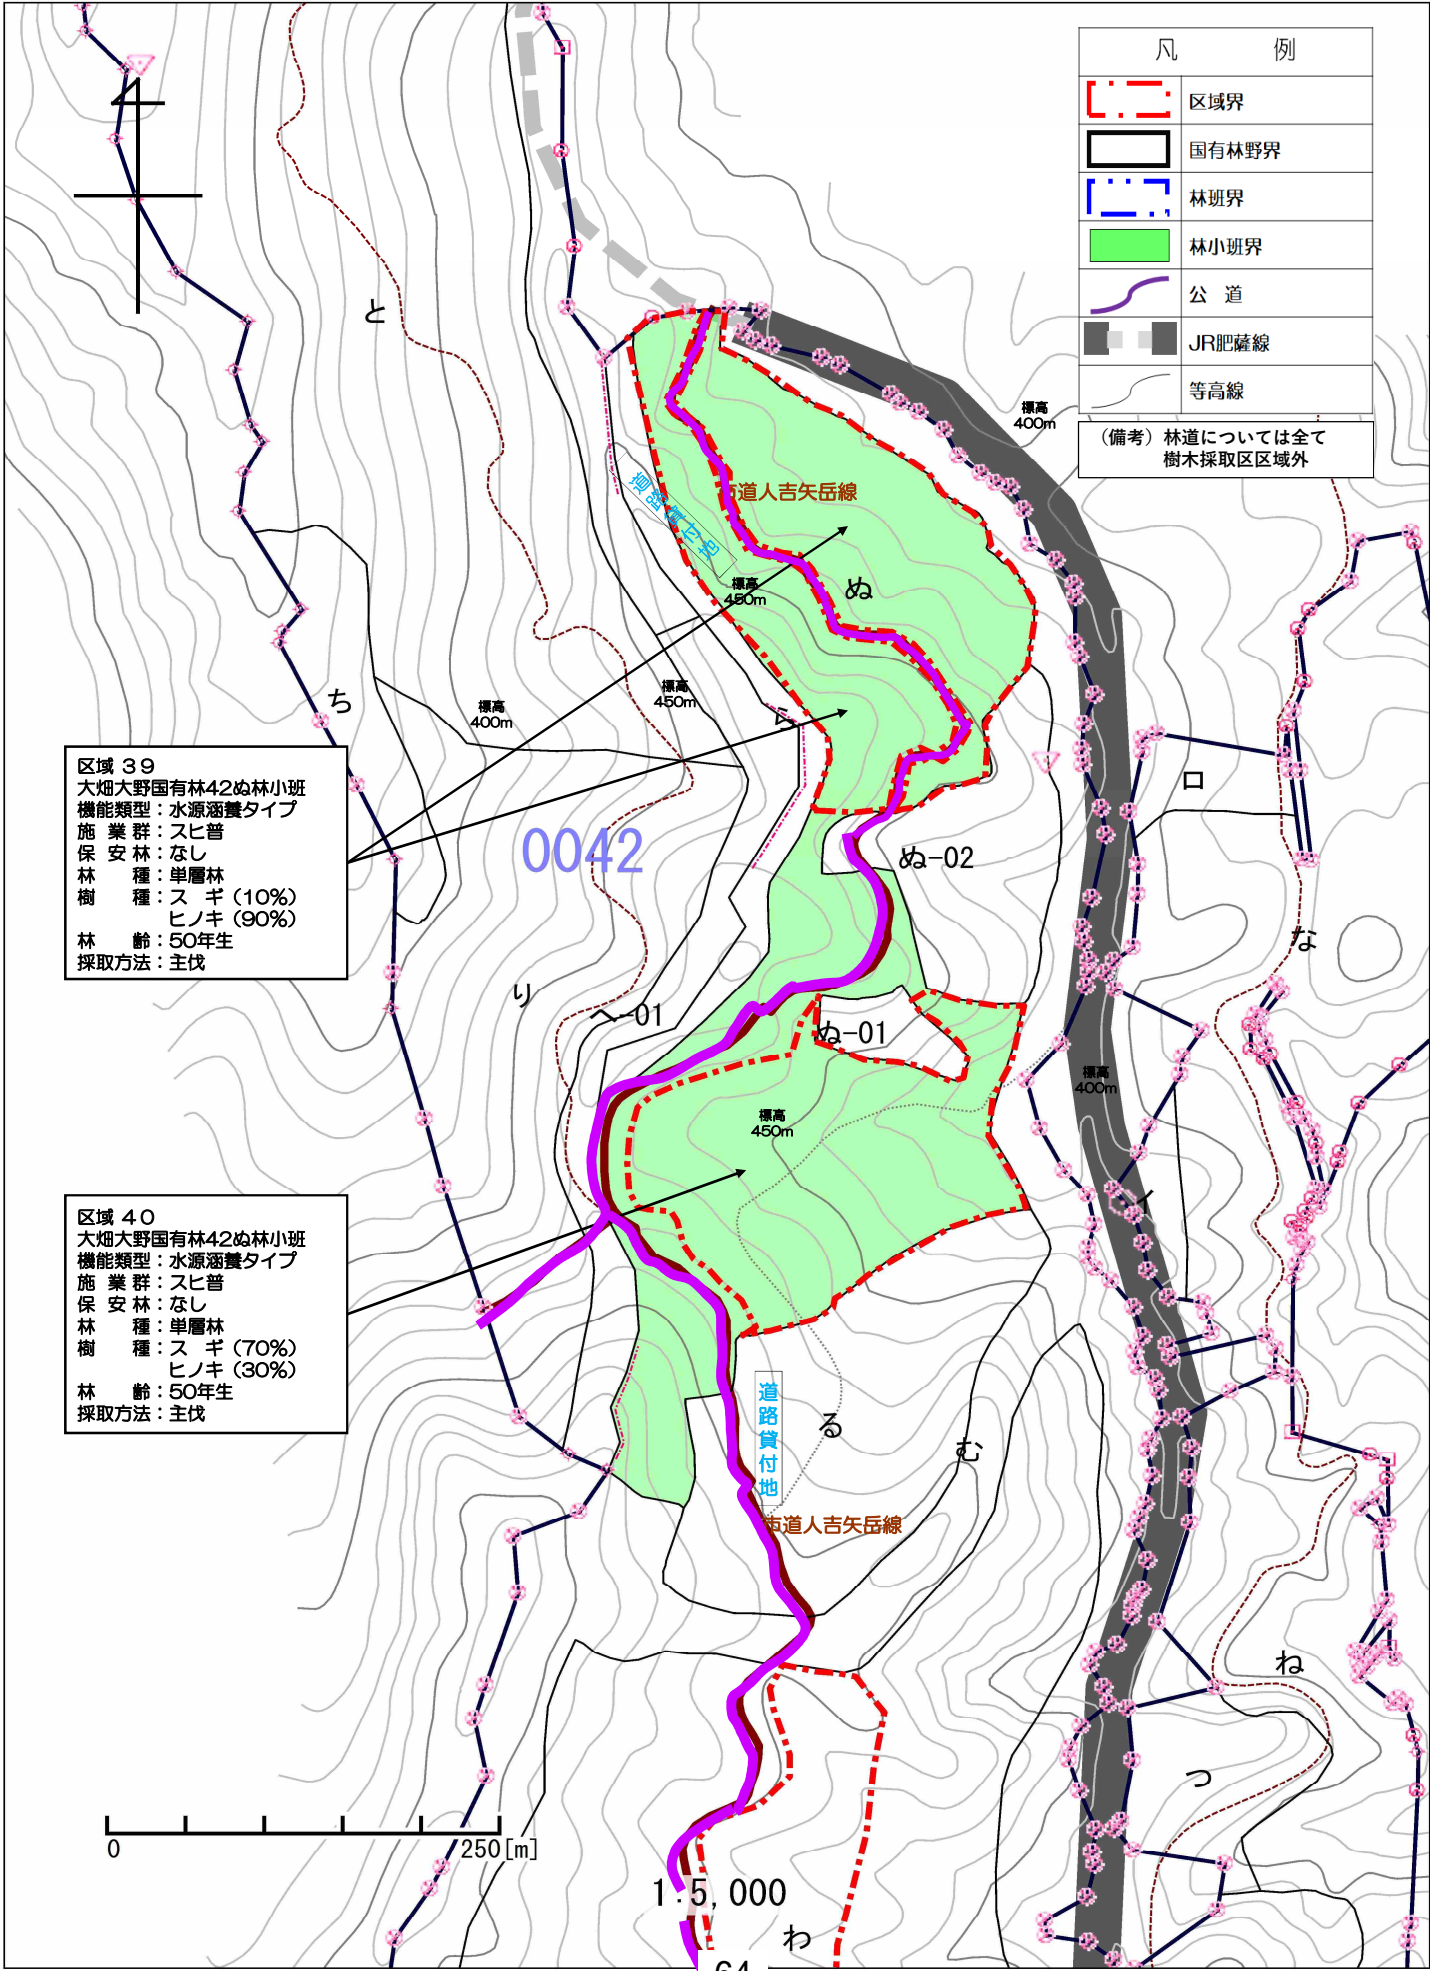 凡 例
区域界
国有林野界
林班界
林小班界
公 道
JR肥薩線
等高線
（備考）林道については全て
樹木採取区区域外
と
標高
400m
市道人吉矢岳線
道路貸付地
標高
450m
ぬ
ち
標高
400m
標高
450m
ら
ロ
区域 39
大畑大野国有林42ぬ林小班
機能類型：水源涵養タイプ
施 業 群：スヒ普
保 安 林：なし
林 種：単層林
樹 種：ス ギ（10%）
ヒノキ（90%）
林 齢：50年生
採取方法：主伐
0042
ぬ-02
な
り
へ-01
ぬ-01
標高
400m
標高
450m
イ
区域 40
大畑大野国有林42ぬ林小班
機能類型：水源涵養タイプ
施 業 群：スヒ普
保 安 林：なし
林 種：単層林
樹 種：ス ギ（70%）
ヒノキ（30%）
林 齢：50年生
採取方法：主伐
道路貸付地
る
む
市道人吉矢岳線
ね
つ
0 250[m]
1:5,000
わ
64